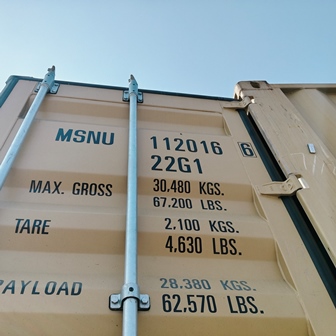 MSNU 112016 6
22G1
MAX. GROSS 30.480 KGS.
67.200 LBS.
TARE 2.100 KGS.
4,630 LBS.
PAYLOAD 28.380 KGS.
62,570 LBS.